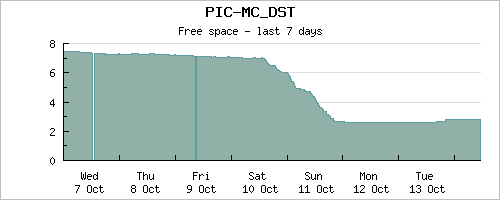 PIC-MC_DST
Free space - last 7 days
8
6
4
2
0
Wed Thu Fri Sat Sun Mon Tue
7 Oct 8 Oct 9 Oct 10 Oct 11 Oct 12 Oct 13 Oct